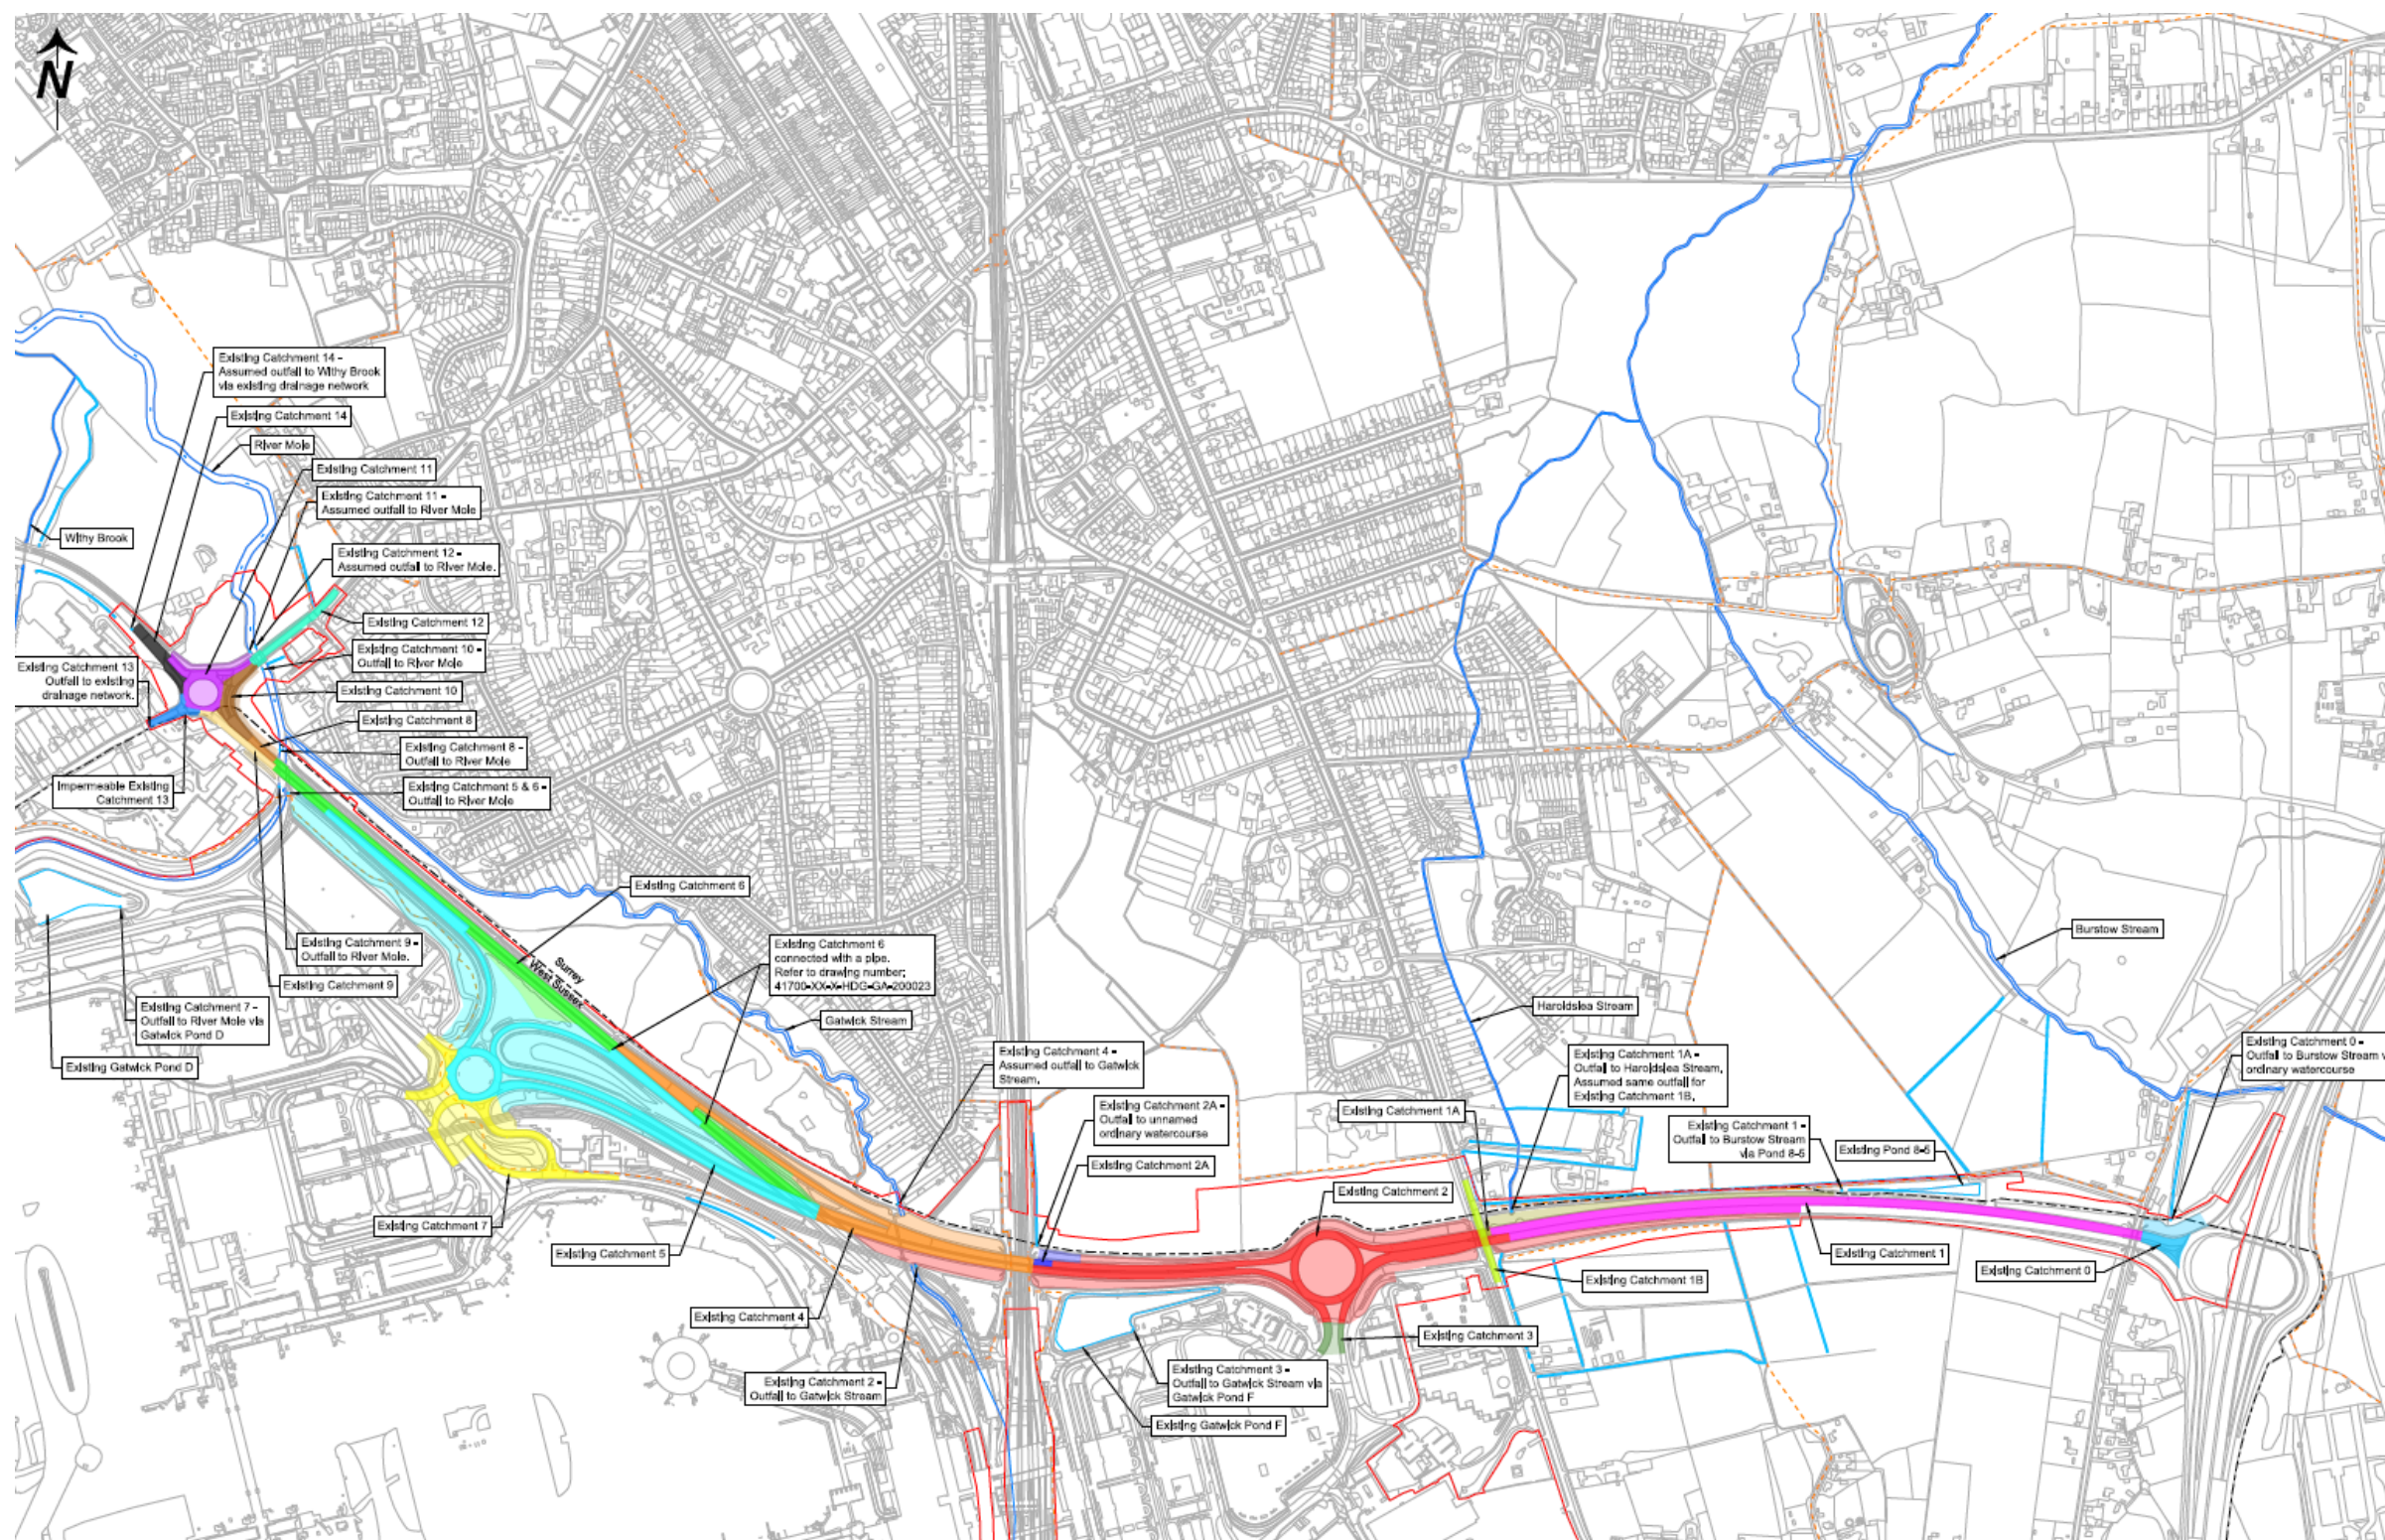 N
Existing Catchment 14 -
Assumed outfall to Withy Brook
via existing drainage network
Existing Catchment 14
River Mole
Existing Catchment 11
Existing Catchment 11 -
Assumed outfall to River Mole
Withy Brook
Existing Catchment 12 -
Assumed outfall to River Mole.
Existing Catchment 12
Existing Catchment 13
Outfall to existing
drainage network.
Existing Catchment 10 -
Outfall to River Mole
Existing Catchment 10
Existing Catchment 8
Existing Catchment 8 -
Outfall to River Mole
Impermeable Existing
Catchment 13
Existing Catchment 5 & 6 -
Outfall to River Mole
Existing Catchment 6
Existing Catchment 9 -
Outfall to River Mole.
Existing Catchment 9
Surrey
West Sussex
Existing Catchment 6
connected with a pipe.
Refer to drawing number;
41700-XX-X-HDG-GA-200023
Burstow Stream
Existing Catchment 7 -
Outfall to River Mole via
Gatwick Pond D
Existing Gatwick Pond D
Gatwick Stream
Haroldslea Stream
Existing Catchment 4 -
Assumed outfall to Gatwick
Stream.
Existing Catchment 1A -
Outfall to Haroldslea Stream.
Assumed same outfall for
Existing Catchment 1B.
Existing Catchment 0 -
Outfall to Burstow Stream v
ordinary watercourse
Existing Catchment 2A -
Outfall to unnamed
ordinary watercourse
Existing Catchment 1A
Existing Catchment 1 -
Outfall to Burstow Stream
via Pond 8-5
Existing Pond 8-5
Existing Catchment 2A
Existing Catchment 2
Existing Catchment 7
Existing Catchment 5
Existing Catchment 1
Existing Catchment 0
Existing Catchment 1B
Existing Catchment 4
Existing Catchment 3
Existing Catchment 2 -
Outfall to Gatwick Stream
Existing Catchment 3 -
Outfall to Gatwick Stream via
Gatwick Pond F
Existing Gatwick Pond F